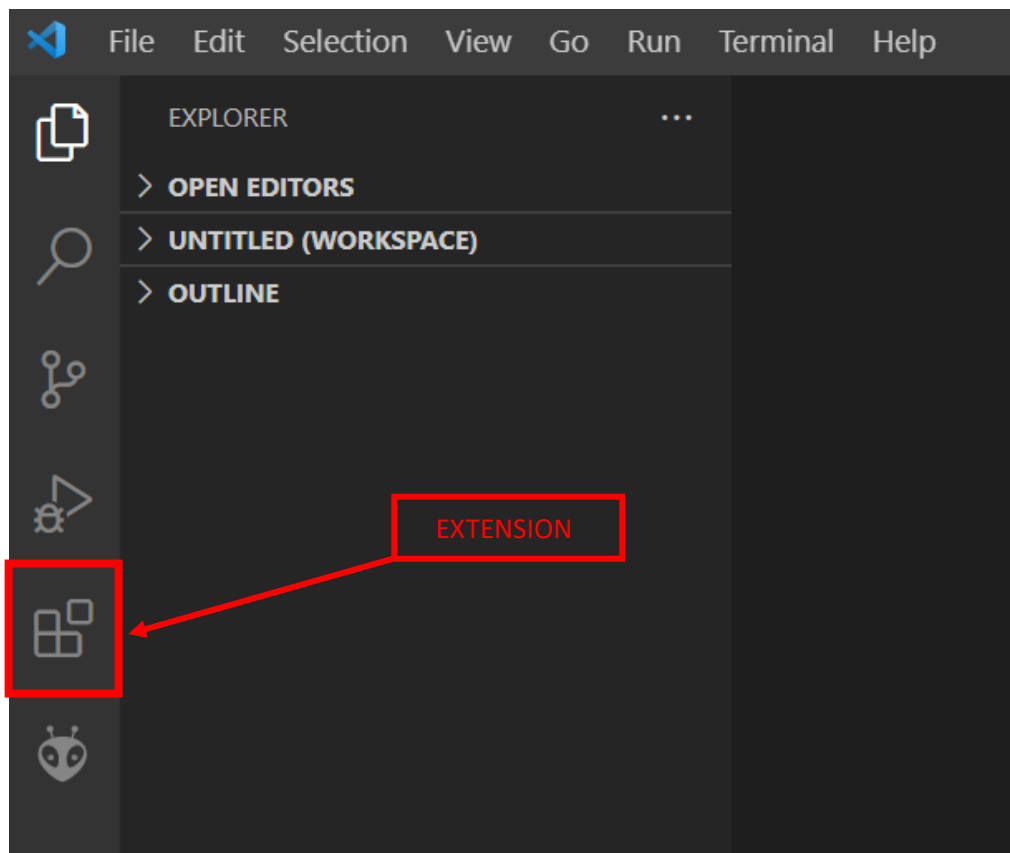 File Edit Selection View Go Run Terminal Help
EXPLORER ...
> OPEN EDITORS
> UNTITLED (WORKSPACE)
> OUTLINE
EXTENSION